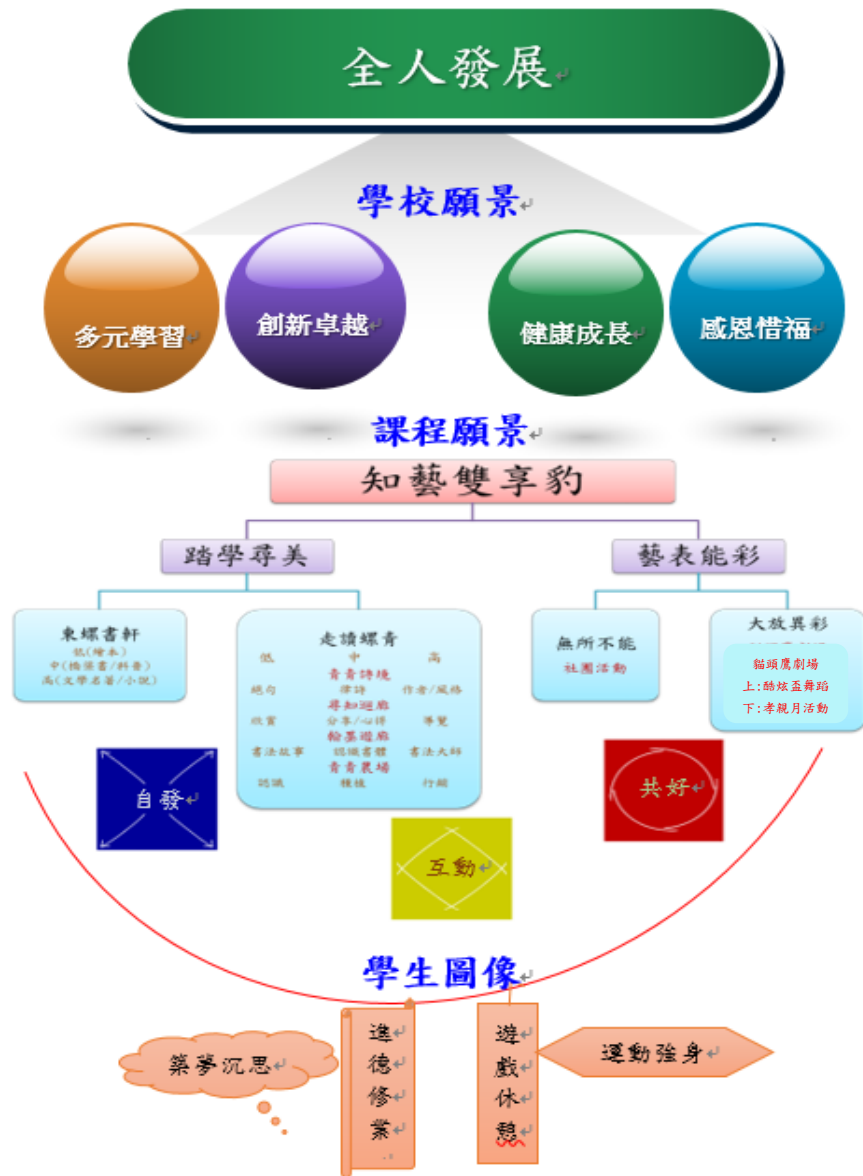 全人發展
學校願景
多元學習
創新卓越
健康成長
感恩惜福
課程願景
知藝雙享豹
踏學尋美
藝表能彩
東螺書軒
低(繪本)
中(橋樑書/科普)
高(文學名著/小說)
走讀螺青
低 中 高
青青詩境
絕句 律詩 作者/風格
尋知迴廊
欣賞 分享/心得 導覽
翰墨遊廊
書法故事 認識書體 書法大師
青青農場
認識 種植 行銷
無所不能
社團活動
大放異彩
貓頭鷹劇場
上:酷炫盃舞蹈
下:孝親月活動
自發
互動
共好
學生圖像
築夢沉思
進德修業
遊戲休憩
運動強身